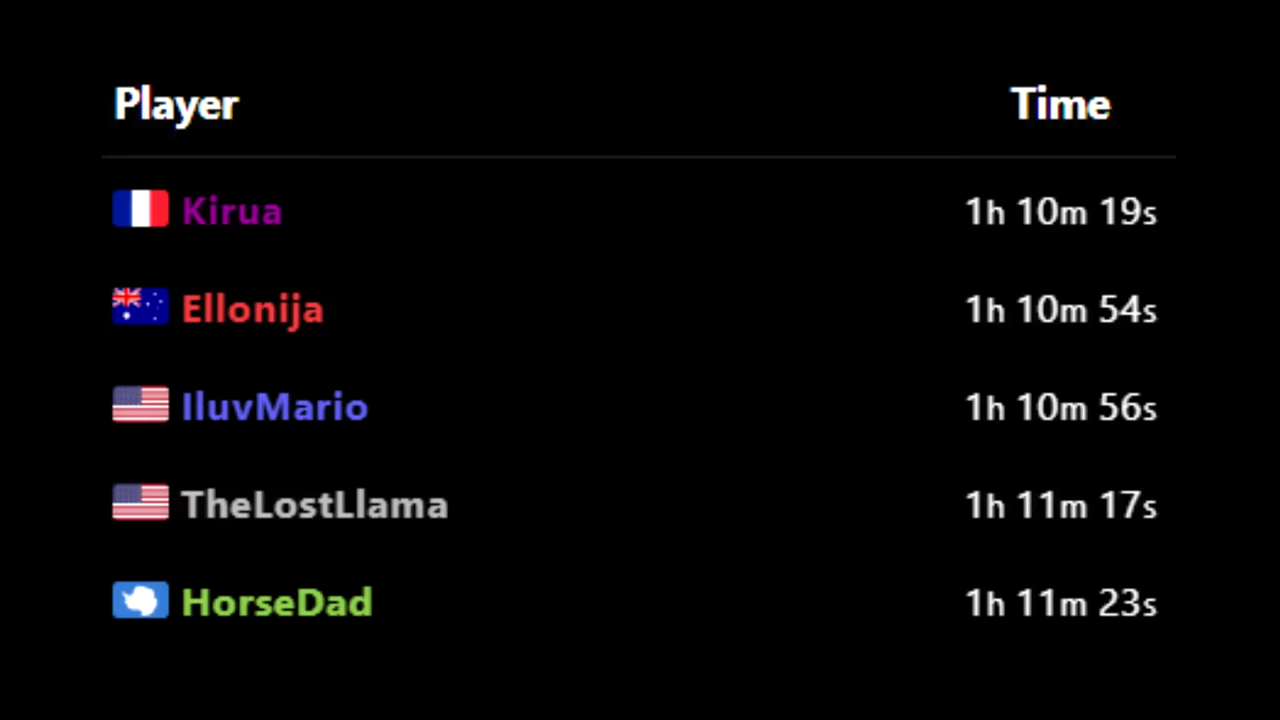 Player Time
Kirua 1h 10m 19s
Ellonija 1h 10m 54s
IluvMario 1h 10m 56s
TheLostLlama 1h 11m 17s
HorseDad 1h 11m 23s